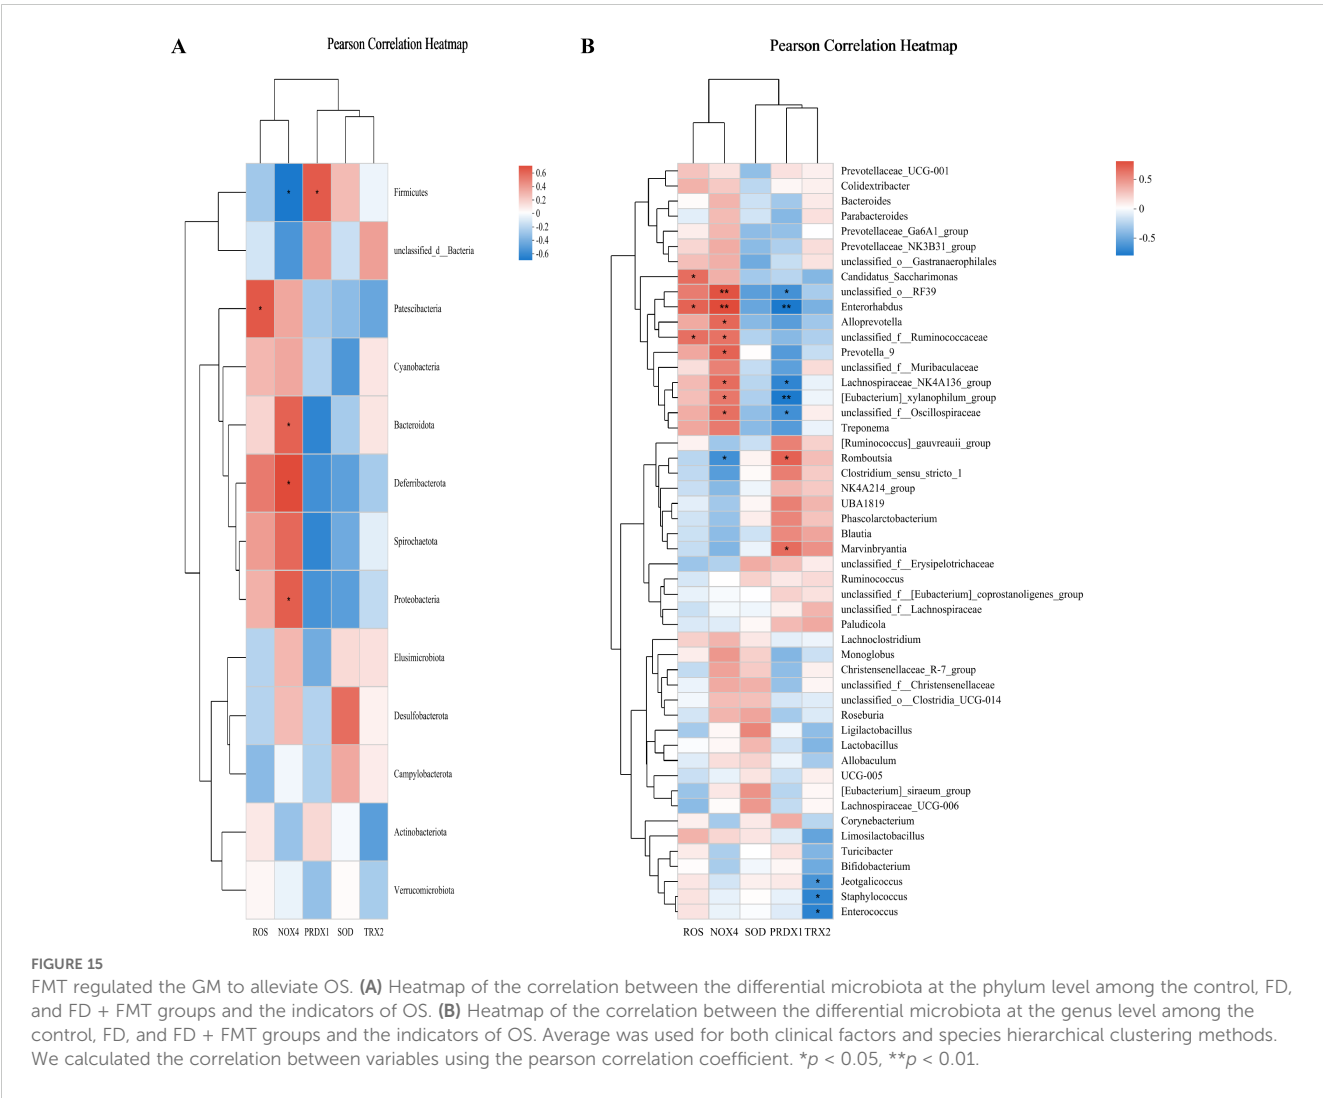 A
Pearson Correlation Heatmap
0.6
0.4
0.2
0
-0.2
-0.4
-0.6
* * Firmicutes
unclassified_d__Bacteria
* Patescibacteria
Cyanobacteria
* Bacteroidota
* Deferribacterota
Spirochaetota
* Proteobacteria
Elusimicrobiota
Desulfobacterota
Campylobacterota
Actinobacteriota
Verrucomicrobiota
ROS NOX4 PRDX1 SOD TRX2
B
Pearson Correlation Heatmap
0.5
0
-0.5
Prevotellaceae_UCG-001
Colidextribacter
Bacteroides
Parabacteroides
Prevotellaceae_Ga6A1_group
Prevotellaceae_NK3B31_group
unclassified_o__Gastranaerophilales
* Candidatus_Saccharimonas
** * unclassified_o__RF39
* ** ** Enterorhabdus
* Alloprevotella
* * unclassified_f__Ruminococcaceae
* Prevotella_9
unclassified_f__Muribaculaceae
* * Lachnospiraceae_NK4A136_group
* ** [Eubacterium]_xylanophilum_group
* * unclassified_f__Oscillospiraceae
Treponema
[Ruminococcus]_gauvreauii_group
* * Romboutsia
Clostridium_sensu_stricto_1
NK4A214_group
UBA1819
Phascolarctobacterium
Blautia
* Marvinbryantia
unclassified_f__Erysipelotrichaceae
Ruminococcus
unclassified_f__[Eubacterium]_coprostanoligenes_group
unclassified_f__Lachnospiraceae
Paludicola
Lachnoclostridium
Monoglobus
Christensenellaceae_R-7_group
unclassified_f__Christensenellaceae
unclassified_o__Clostridia_UCG-014
Roseburia
Ligilactobacillus
Lactobacillus
Allobaculum
UCG-005
[Eubacterium]_siraeum_group
Lachnospiraceae_UCG-006
Corynebacterium
Limosilactobacillus
Turicibacter
Bifidobacterium
* Jeotgalicoccus
* Staphylococcus
* Enterococcus
ROS NOX4 SOD PRDX1 TRX2
FIGURE 15
FMT regulated the GM to alleviate OS. (A) Heatmap of the correlation between the differential microbiota at the phylum level among the control, FD,
and FD + FMT groups and the indicators of OS. (B) Heatmap of the correlation between the differential microbiota at the genus level among the
control, FD, and FD + FMT groups and the indicators of OS. Average was used for both clinical factors and species hierarchical clustering methods.
We calculated the correlation between variables using the pearson correlation coefficient. *p < 0.05, **p < 0.01.